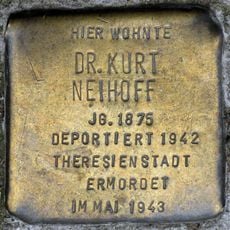 HIER WOHNTE
DR. KURT
NEIHOFF
JG. 1875
DEPORTIERT 1942
THERESIENSTADT
ERMORDET
IM MAI 1943